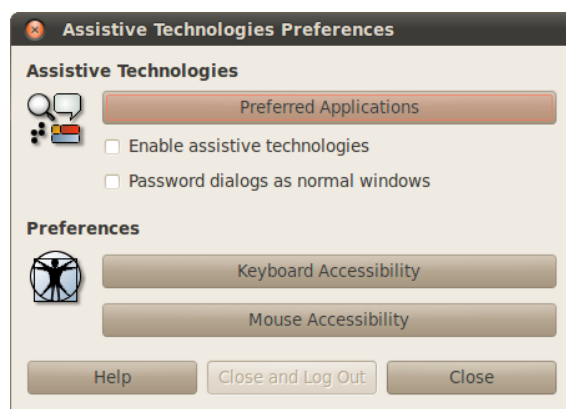 Assistive Technologies Preferences
Assistive Technologies
Preferred Applications
Enable assistive technologies
Password dialogs as normal windows
Preferences
Keyboard Accessibility
Mouse Accessibility
Help Close and Log Out Close